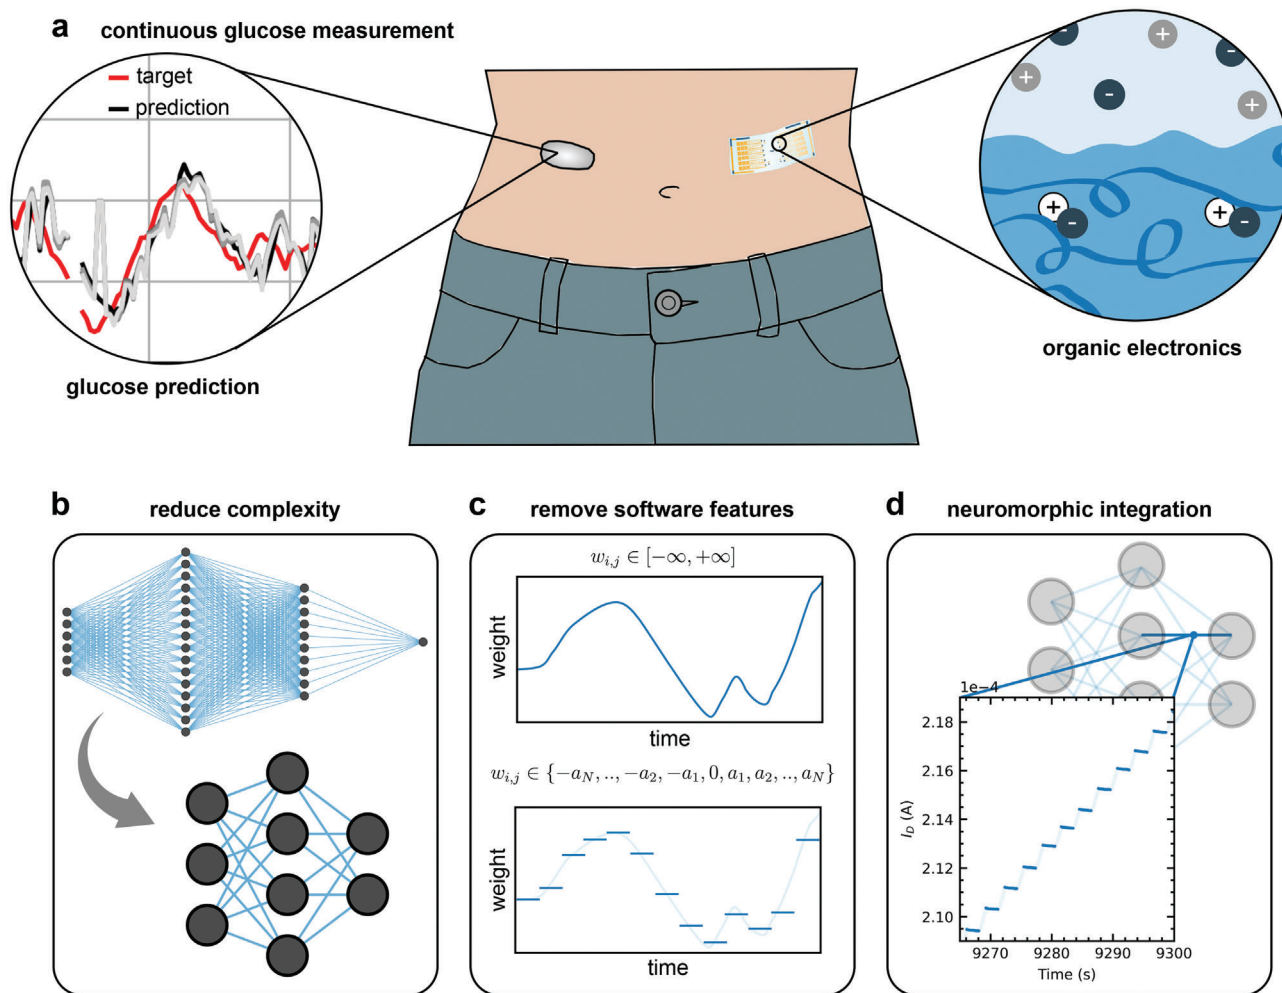 a continuous glucose measurement
target
prediction
glucose prediction
+
-
+
-
+
-
+
-
+
-
organic electronics
b reduce complexity
c remove software features
w_{i,j} ∈ [−∞, +∞]
weight
time
w_{i,j} ∈ {−a_N, .., −a_2, −a_1, 0, a_1, a_2, .., a_N}
weight
time
d neuromorphic integration
1e−4
2.18
2.16
2.14
2.12
2.10
I_D (A)
9270 9280 9290 9300
Time (s)